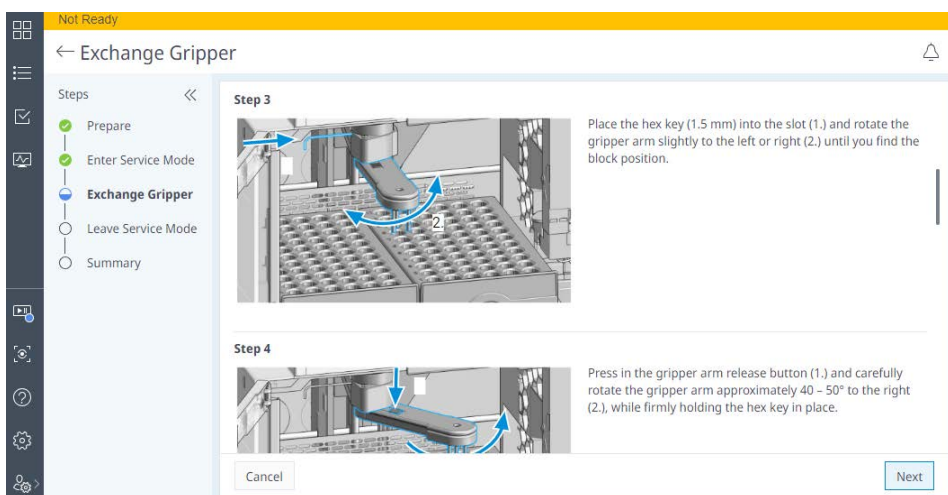 Not Ready
← Exchange Gripper
Steps
Prepare
Enter Service Mode
Exchange Gripper
Leave Service Mode
Summary
Step 3
2.
Place the hex key (1.5 mm) into the slot (1.) and rotate the
gripper arm slightly to the left or right (2.) until you find the
block position.
Step 4
Press in the gripper arm release button (1.) and carefully
rotate the gripper arm approximately 40 – 50° to the right
(2.), while firmly holding the hex key in place.
Cancel
Next